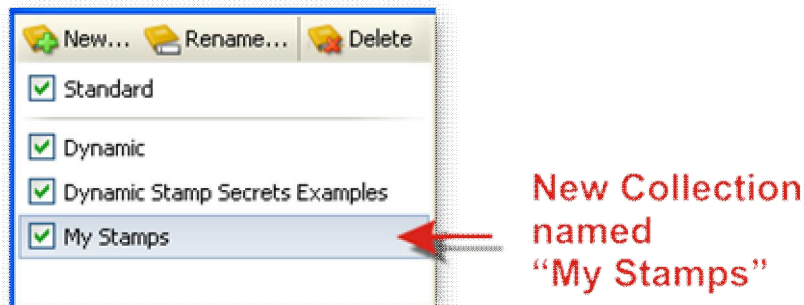 New... Rename... Delete
Standard
Dynamic
Dynamic Stamp Secrets Examples
My Stamps
New Collection
named
“My Stamps”